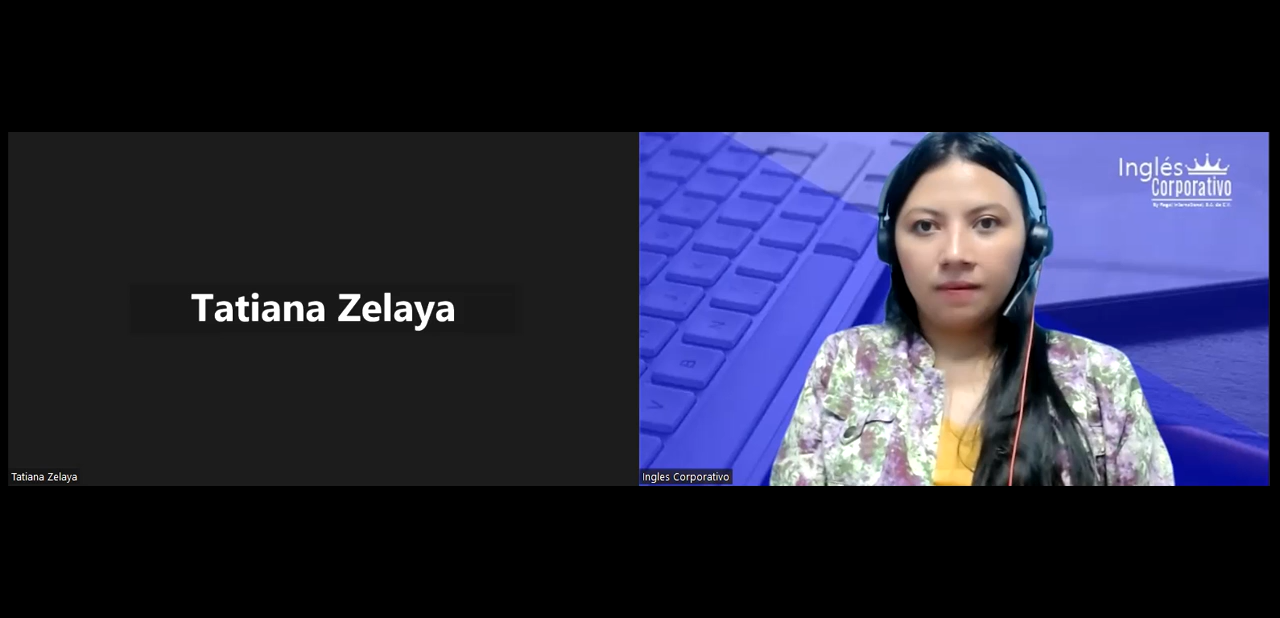 Tatiana Zelaya
Tatiana Zelaya
Inglés
Corporativo
Ingles Corporativo